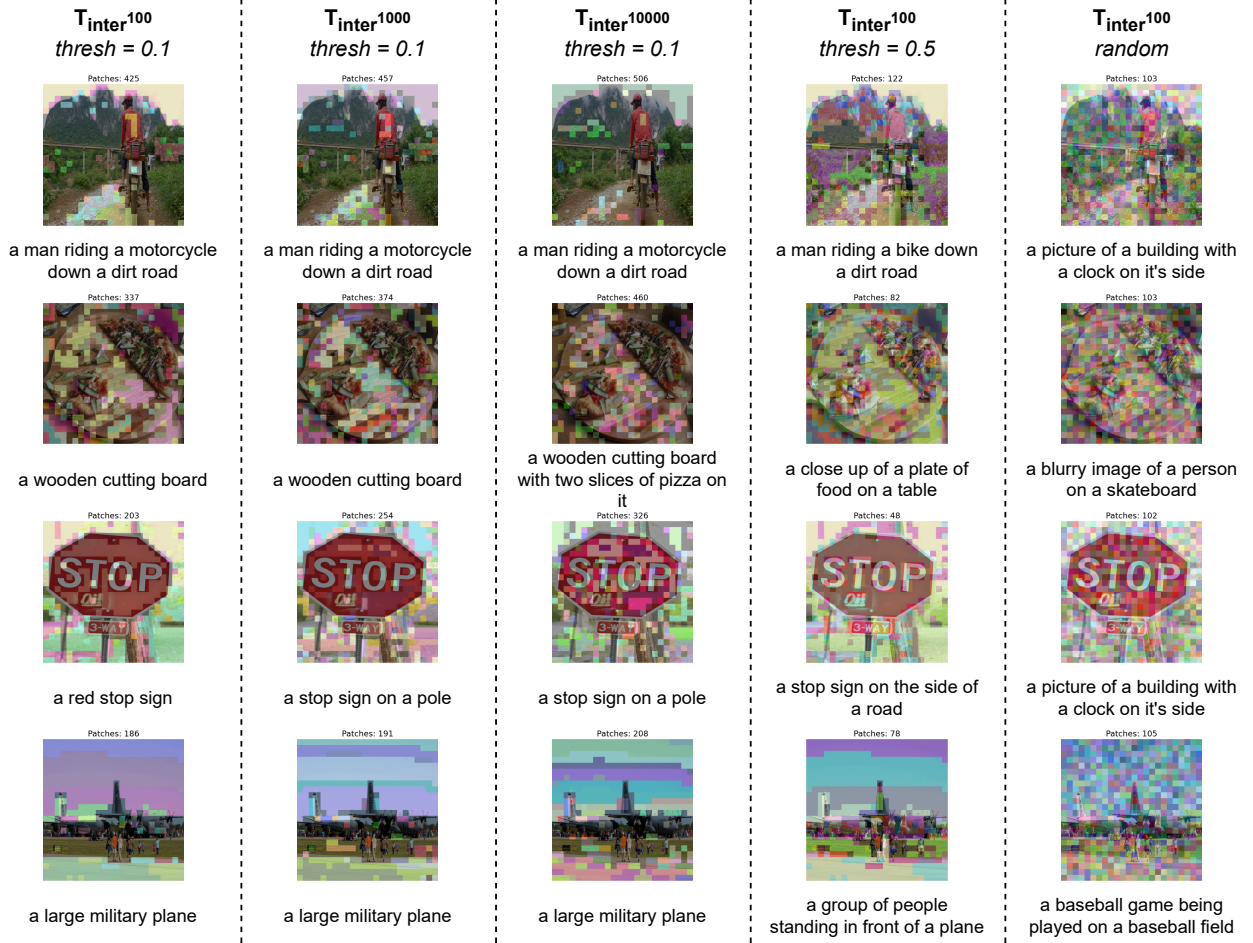 T_inter^100
thresh = 0.1
T_inter^1000
thresh = 0.1
T_inter^10000
thresh = 0.1
T_inter^100
thresh = 0.5
T_inter^100
random
Patches: 425
Patches: 457
Patches: 506
Patches: 122
Patches: 103
a man riding a motorcycle
down a dirt road
a man riding a motorcycle
down a dirt road
a man riding a motorcycle
down a dirt road
a man riding a bike down
a dirt road
a picture of a building with
a clock on it's side
Patches: 337
Patches: 374
Patches: 460
Patches: 82
Patches: 103
a wooden cutting board
a wooden cutting board
a wooden cutting board
with two slices of pizza on
it
a close up of a plate of
food on a table
a blurry image of a person
on a skateboard
Patches: 203
Patches: 254
Patches: 326
Patches: 48
Patches: 102
STOP
Oil
3-WAY
STOP
Oil
3-WAY
STOP
Oil
3-WAY
STOP
Oil
3-WAY
STOP
Oil
3-WAY
a red stop sign
a stop sign on a pole
a stop sign on a pole
a stop sign on the side of
a road
a picture of a building with
a clock on it's side
Patches: 186
Patches: 191
Patches: 208
Patches: 78
Patches: 105
a large military plane
a large military plane
a large military plane
a group of people
standing in front of a plane
a baseball game being
played on a baseball field